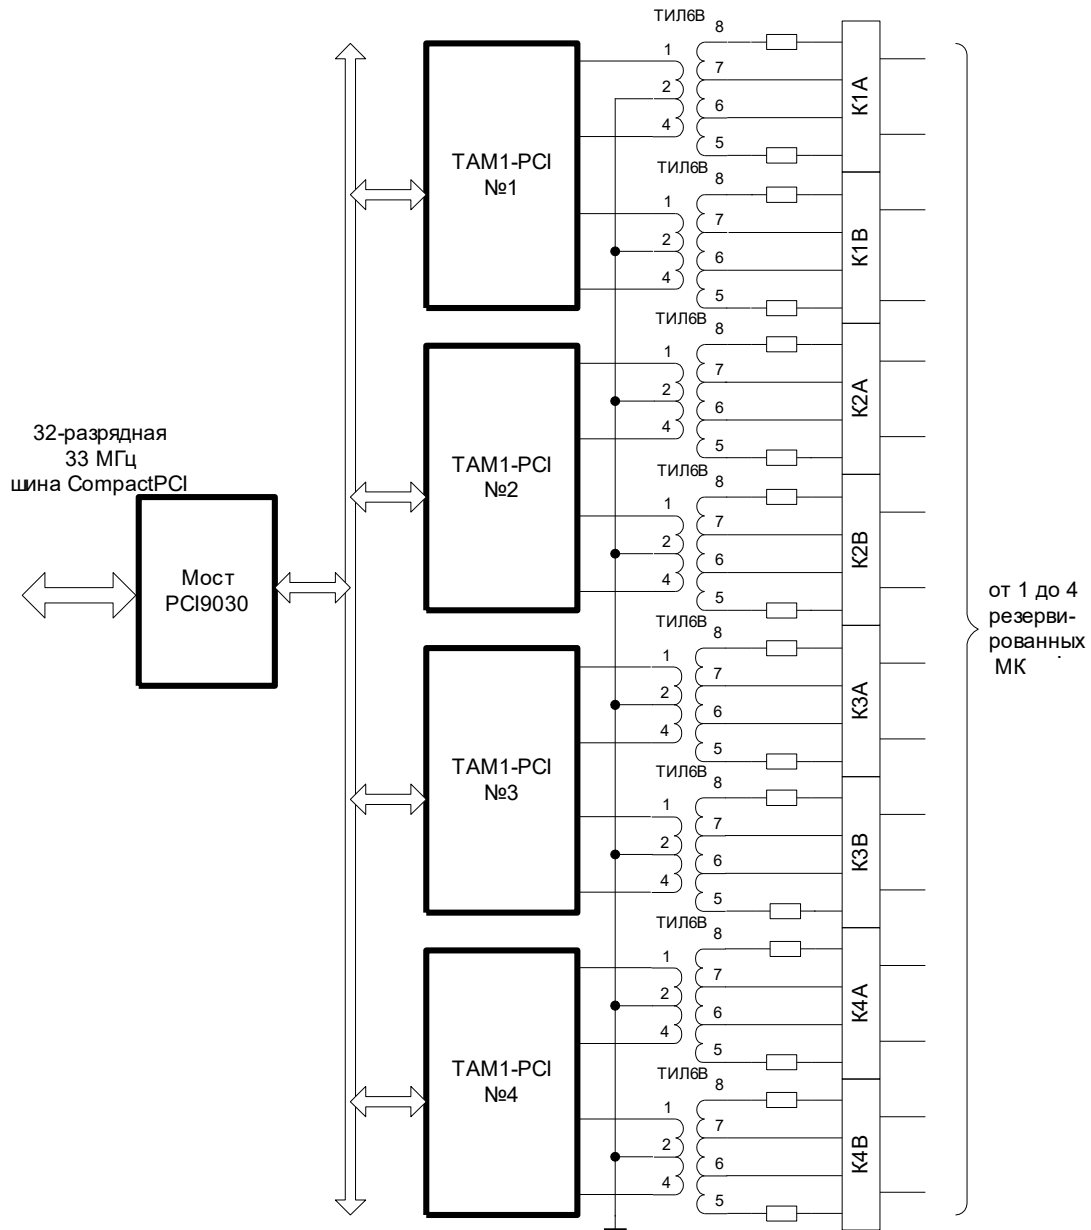 ТИЛ6В
8
1
7
2
6
4
5
К1А
ТАМ1-PCI
№1
ТИЛ6В
8
1
7
2
6
4
5
К1В
ТИЛ6В
8
1
7
2
6
4
5
К2А
ТАМ1-PCI
№2
ТИЛ6В
8
1
7
2
6
4
5
К2В
32-разрядная
33 МГц
шина CompactPCI
Мост
PCI9030
ТИЛ6В
8
1
7
2
6
4
5
К3А
ТАМ1-PCI
№3
ТИЛ6В
8
1
7
2
6
4
5
К3В
от 1 до 4
резерви-
рованных
МК
ТИЛ6В
8
1
7
2
6
4
5
К4А
ТАМ1-PCI
№4
ТИЛ6В
8
1
7
2
6
4
5
К4В